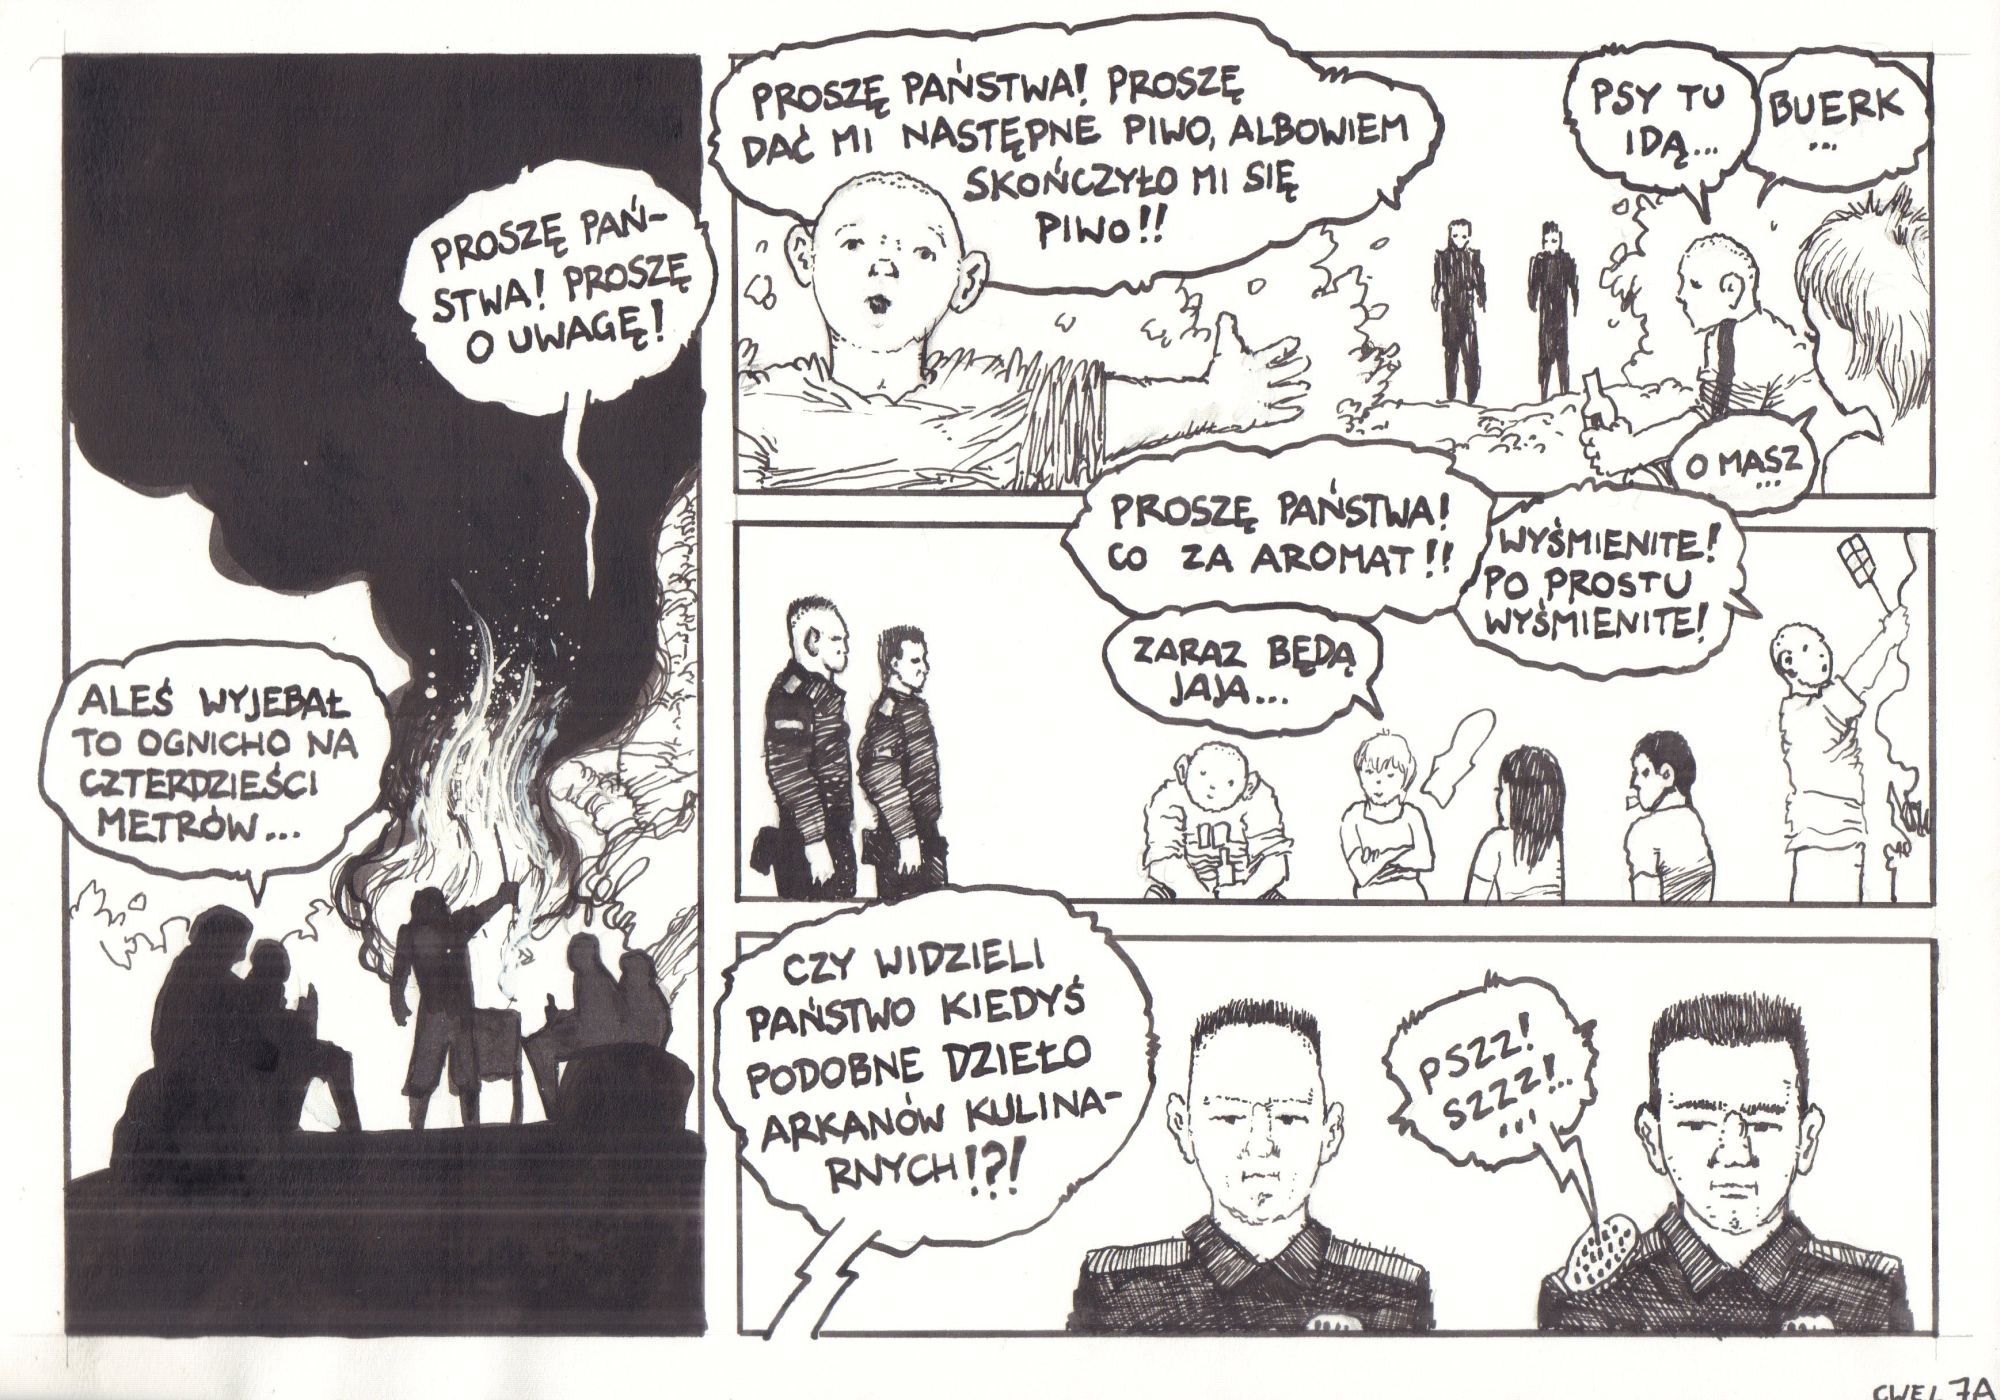 PROSZĘ PAŃ-
STWA! PROSZĘ
O UWAGĘ!
ALEŚ WYJEBAŁ
TO OGNICHO NA
CZTERDZIEŚCI
METRÓW...
PROSZĘ PAŃSTWA! PROSZĘ
DAĆ MI NASTĘPNE PIWO, ALBOWIEM
SKOŃCZYŁO MI SIĘ
PIWO!!
PSY TU
IDĄ...
BUERK
...
O MASZ
...
PROSZĘ PAŃSTWA!
CO ZA AROMAT!!
WYŚMIENITE!
PO PROSTU
WYŚMIENITE!
ZARAZ BĘDĄ
JAJA...
CZY WIDZIELI
PAŃSTWO KIEDYŚ
PODOBNE DZIEŁO
ARKANÓW KULINA-
RNYCH!?!
PSZZ!
SZZZ!..
...
CWEL 7A